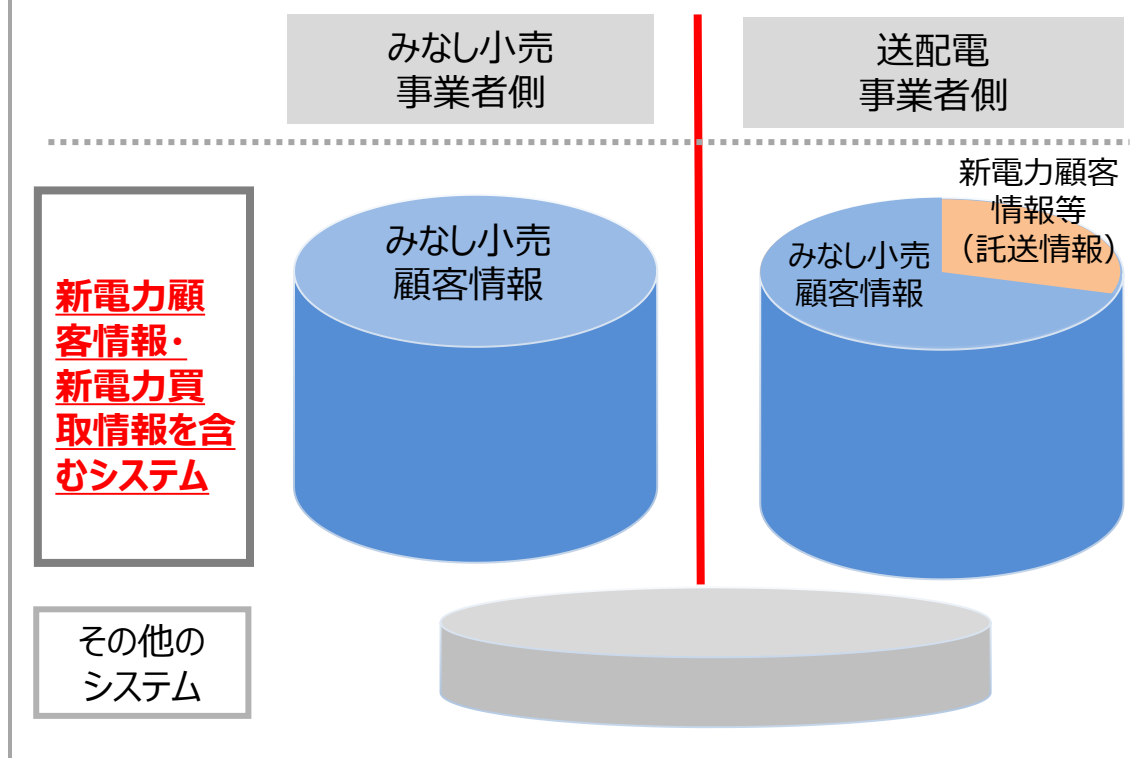 みなし小売
事業者側
送配電
事業者側
新電力顧
客情報・
新電力買
取情報を含
むシステム
みなし小売
顧客情報
新電力顧客
情報等
（託送情報）
みなし小売
顧客情報
その他の
システム